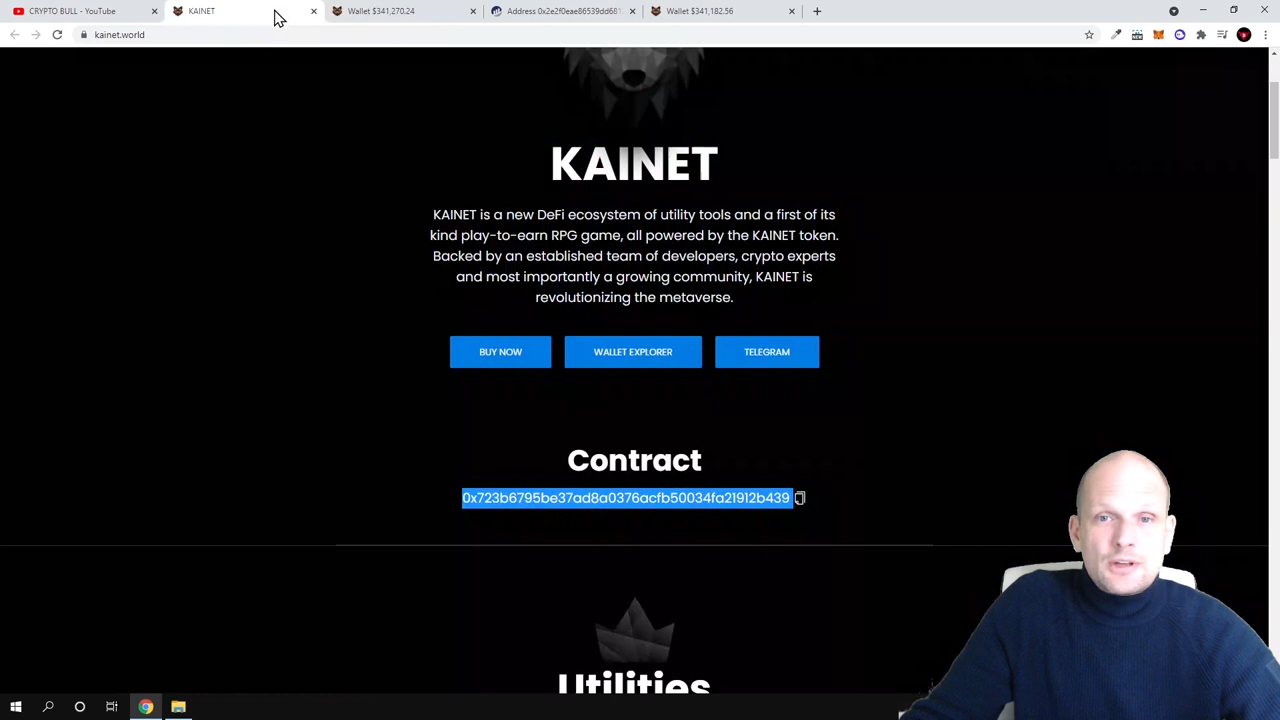 CRYPTO BULL - YouTube
KAINET
Wallet $341,270.24
Address 0x2e2f0eae86539dd681
Wallet $341,182.56
kainet.world
KAINET
KAINET is a new DeFi ecosystem of utility tools and a first of its
kind play-to-earn RPG game, all powered by the KAINET token.
Backed by an established team of developers, crypto experts
and most importantly a growing community, KAINET is
revolutionizing the metaverse.
BUY NOW
WALLET EXPLORER
TELEGRAM
Contract
0x723b6795be37ad8a0376acfb50034fa21912b439
Utilities